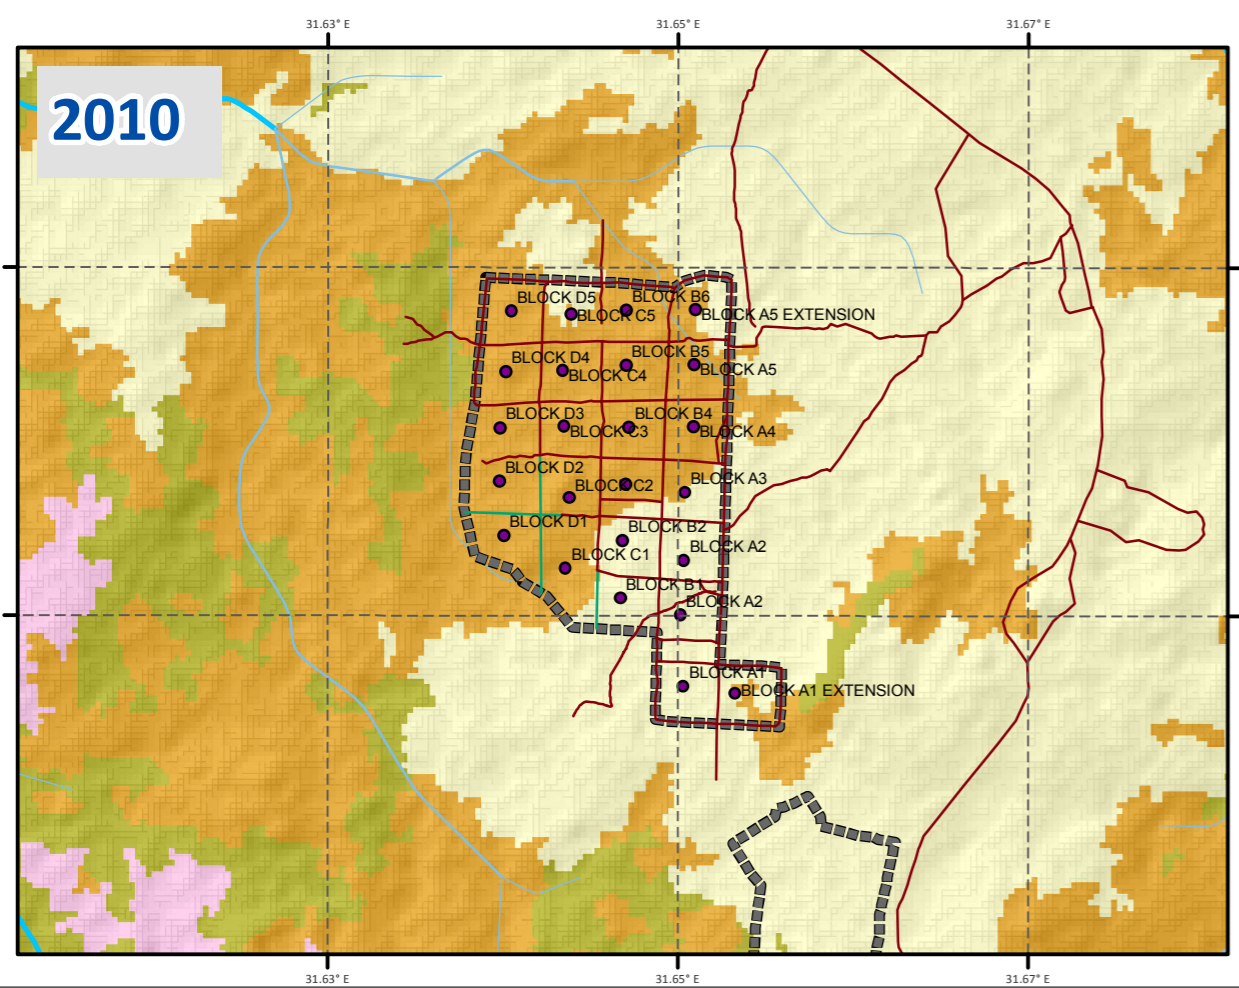 31.63° E 31.65° E 31.67° E
2010
BLOCK D5 BLOCK B6
BLOCK C5 BLOCK A5 EXTENSION
BLOCK D4 BLOCK B5
BLOCK C4 BLOCK A5
BLOCK D3 BLOCK B4
BLOCK C3 BLOCK A4
BLOCK D2 BLOCK A3
BLOCK C2
BLOCK D1 BLOCK B2
BLOCK C1 BLOCK A2
BLOCK B1
BLOCK A2
BLOCK A1
BLOCK A1 EXTENSION
31.63° E 31.65° E 31.67° E